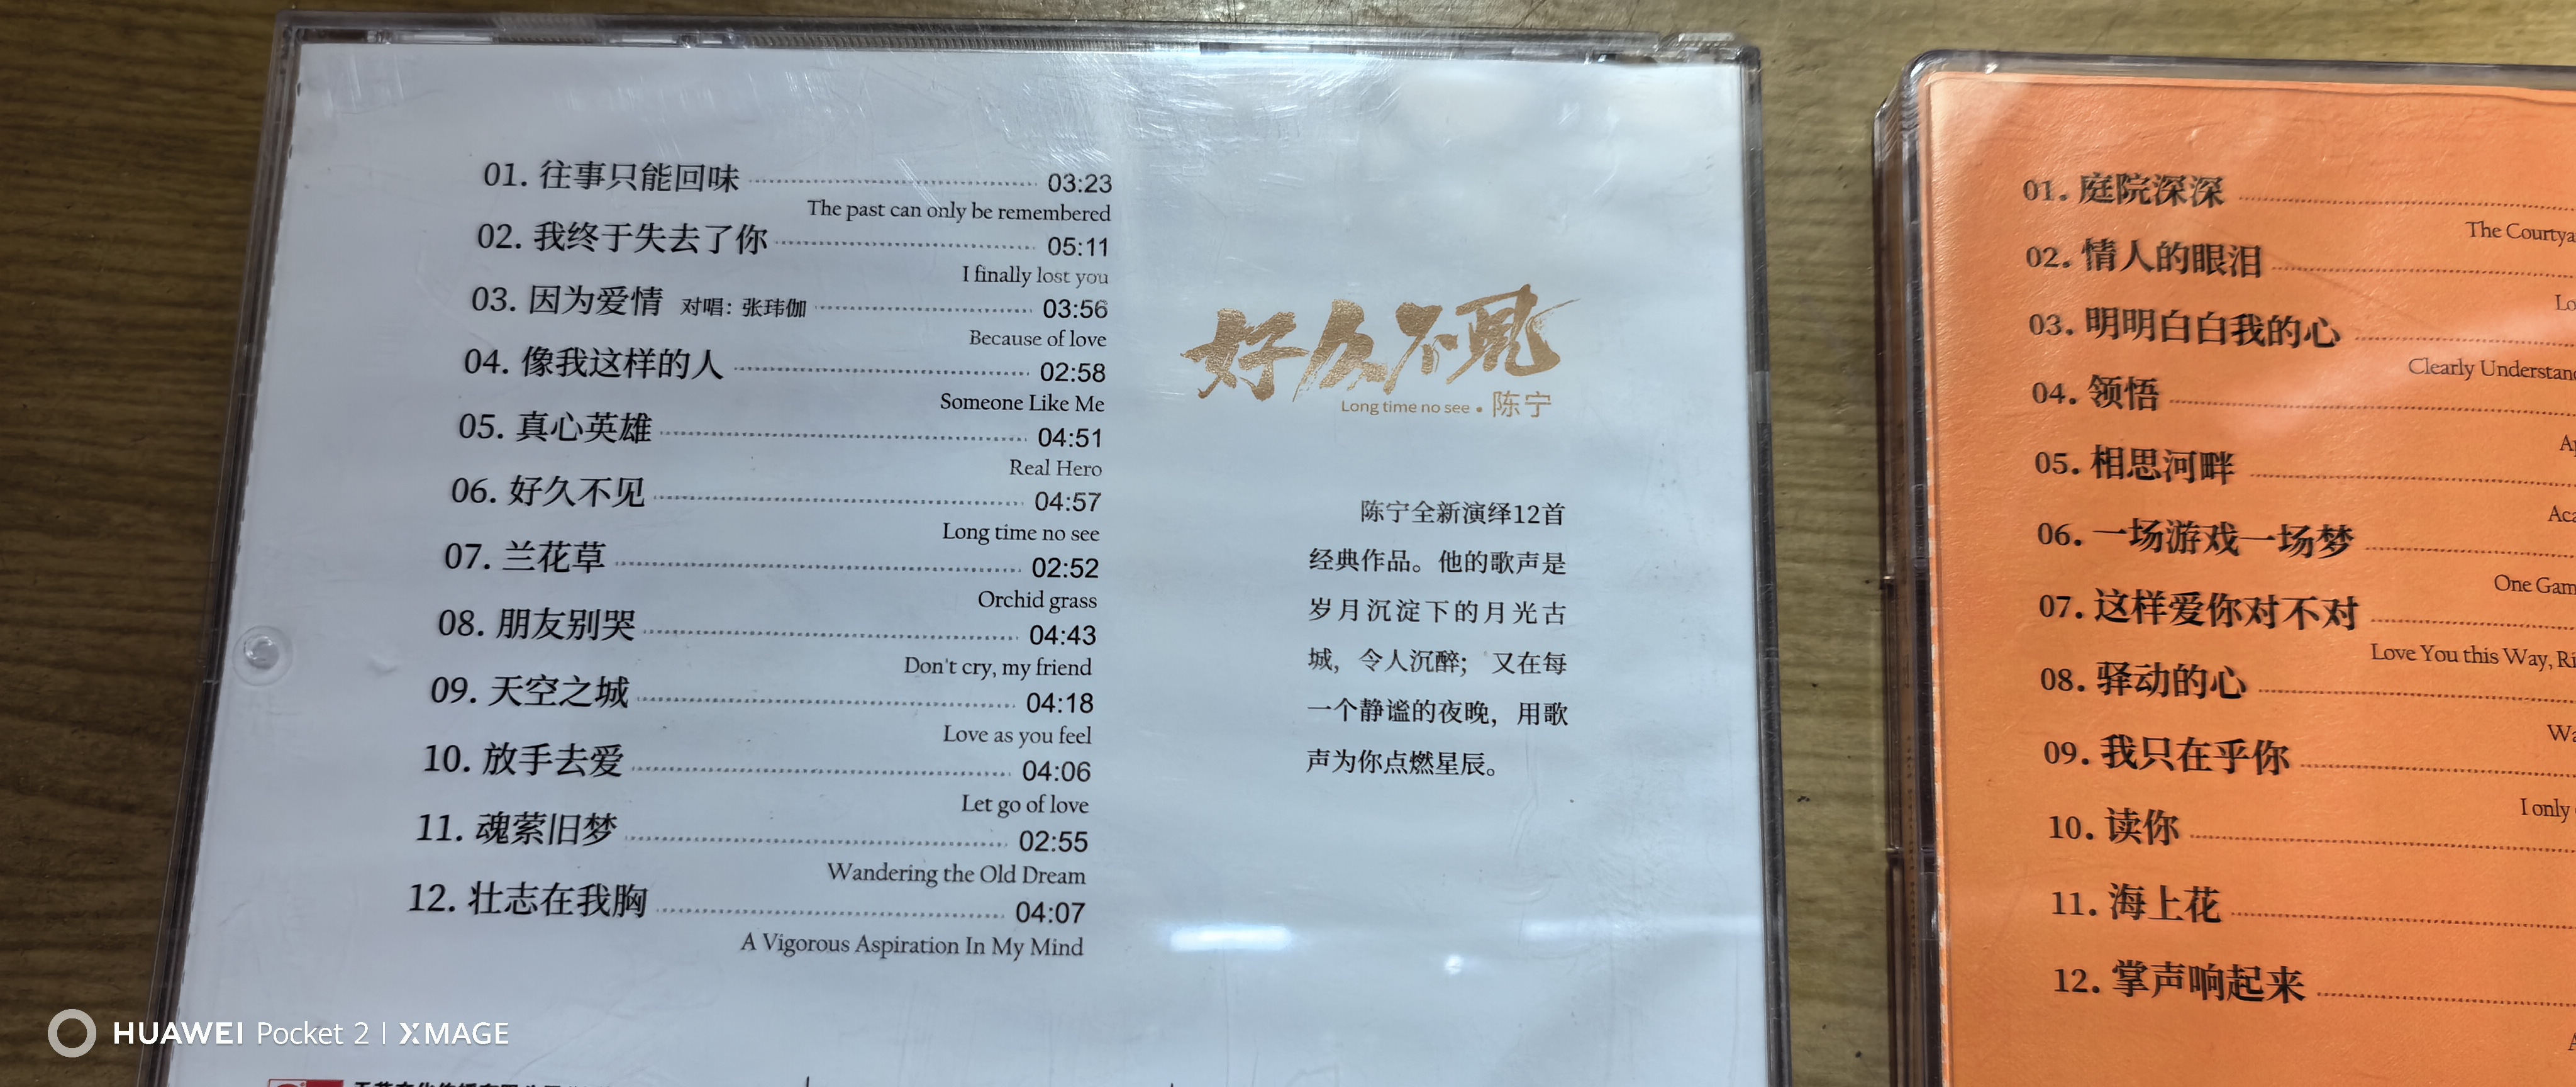 01. 往事只能回味 03:23
The past can only be remembered
02. 我终于失去了你 05:11
I finally lost you
03. 因为爱情 对唱：张玮伽 03:56
Because of love
04. 像我这样的人 02:58
Someone Like Me
05. 真心英雄 04:51
Real Hero
06. 好久不见 04:57
Long time no see
07. 兰花草 02:52
Orchid grass
08. 朋友别哭 04:43
Don't cry, my friend
09. 天空之城 04:18
Love as you feel
10. 放手去爱 04:06
Let go of love
11. 魂萦旧梦 02:55
Wandering the Old Dream
12. 壮志在我胸 04:07
A Vigorous Aspiration In My Mind
好久不見
Long time no see • 陈宁
陈宁全新演绎12首
经典作品。他的歌声是
岁月沉淀下的月光古
城，令人沉醉；又在每
一个静谧的夜晚，用歌
声为你点燃星辰。
01. 庭院深深
The Courtya
02. 情人的眼泪
Lo
03. 明明白白我的心
Clearly Understand
04. 领悟
05. 相思河畔
Aca
06. 一场游戏一场梦
One Gam
07. 这样爱你对不对
Love You this Way, Ri
08. 驿动的心
Wa
09. 我只在乎你
I only
10. 读你
11. 海上花
12. 掌声响起来
HUAWEI Pocket 2 | XMAGE